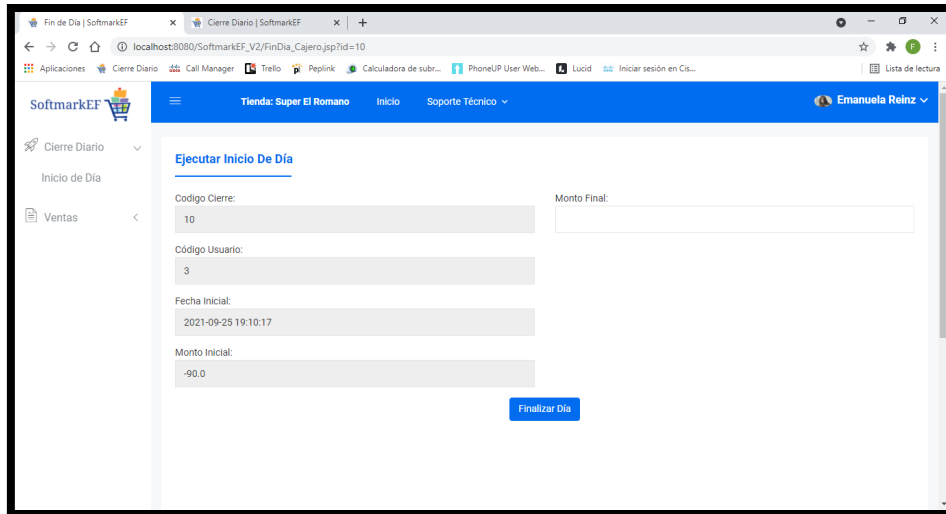 Fin de Día | SoftmarkEF
Cierre Diario | SoftmarkEF
localhost:8080/SoftmarkEF_V2/FinDia_Cajero.jsp?id=10
F
Aplicaciones
Cierre Diario
Call Manager
Trello
Peplink
Calculadora de subr...
PhoneUP User Web...
Lucid
Iniciar sesión en Cis...
Lista de lectura
SoftmarkEF
Tienda: Super El Romano
Inicio
Soporte Técnico
Emanuela Reinz
Cierre Diario
Inicio de Día
Ventas
Ejecutar Inicio De Día
Codigo Cierre:
10
Monto Final:
Código Usuario:
3
Fecha Inicial:
2021-09-25 19:10:17
Monto Inicial:
-90.0
Finalizar Día